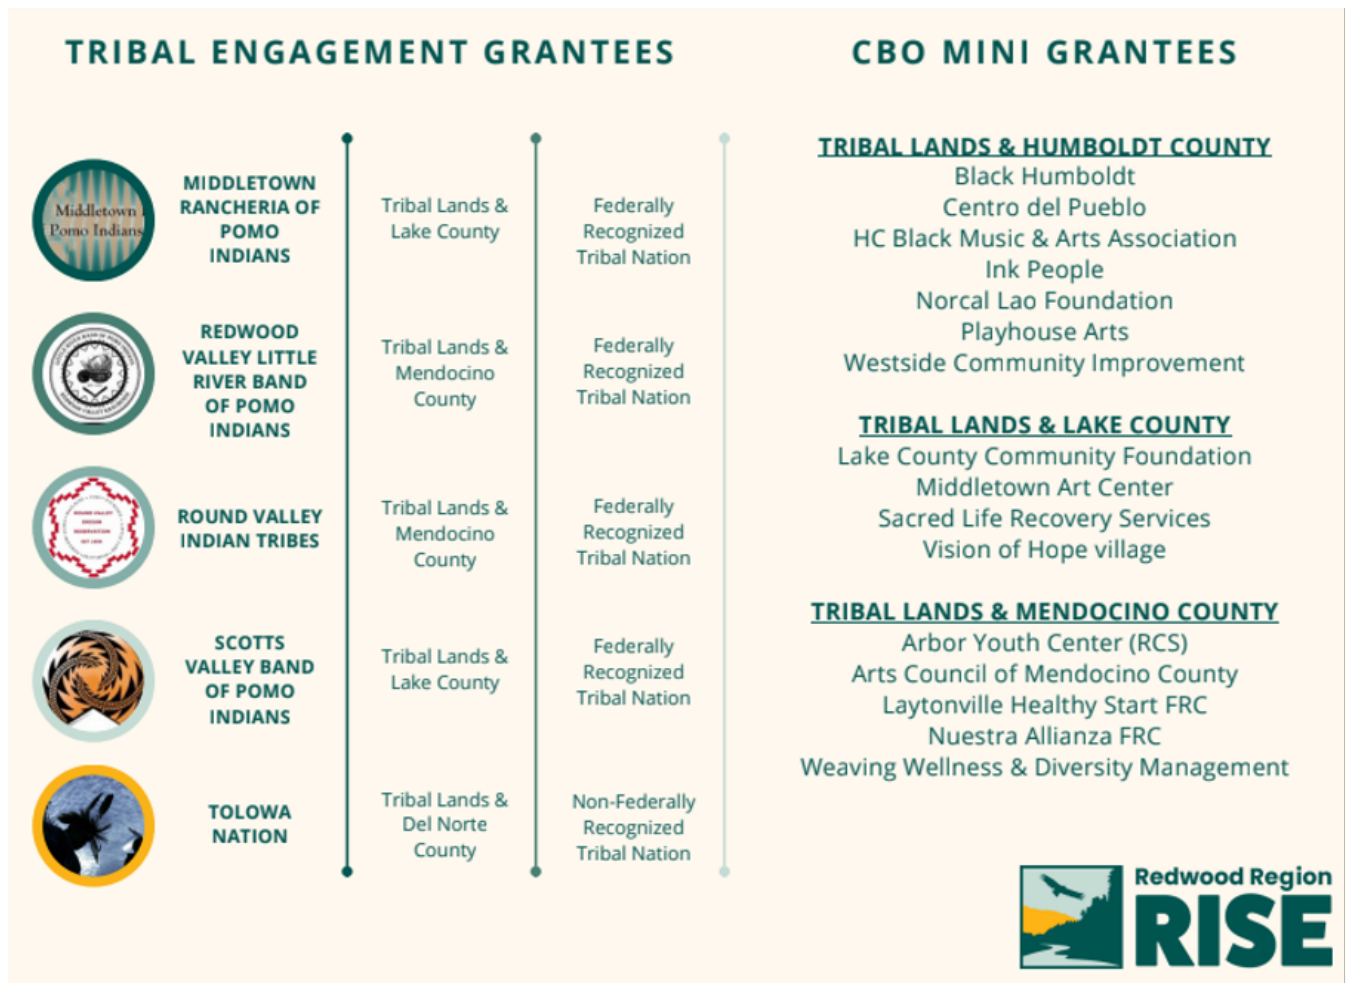 TRIBAL ENGAGEMENT GRANTEES
Middletown
Pomo Indians
MIDDLETOWN
RANCHERIA OF
POMO
INDIANS
Tribal Lands &
Lake County
Federally
Recognized
Tribal Nation
REDWOOD
VALLEY LITTLE
RIVER BAND
OF POMO
INDIANS
Tribal Lands &
Mendocino
County
Federally
Recognized
Tribal Nation
ROUND VALLEY
INDIAN
RESERVATION
ROUND VALLEY
INDIAN TRIBES
Tribal Lands &
Mendocino
County
Federally
Recognized
Tribal Nation
SCOTTS
VALLEY BAND
OF POMO
INDIANS
Tribal Lands &
Lake County
Federally
Recognized
Tribal Nation
TOLOWA
NATION
Tribal Lands &
Del Norte
County
Non-Federally
Recognized
Tribal Nation
CBO MINI GRANTEES
TRIBAL LANDS & HUMBOLDT COUNTY
Black Humboldt
Centro del Pueblo
HC Black Music & Arts Association
Ink People
Norcal Lao Foundation
Playhouse Arts
Westside Community Improvement
TRIBAL LANDS & LAKE COUNTY
Lake County Community Foundation
Middletown Art Center
Sacred Life Recovery Services
Vision of Hope village
TRIBAL LANDS & MENDOCINO COUNTY
Arbor Youth Center (RCS)
Arts Council of Mendocino County
Laytonville Healthy Start FRC
Nuestra Allianza FRC
Weaving Wellness & Diversity Management
Redwood Region
RISE